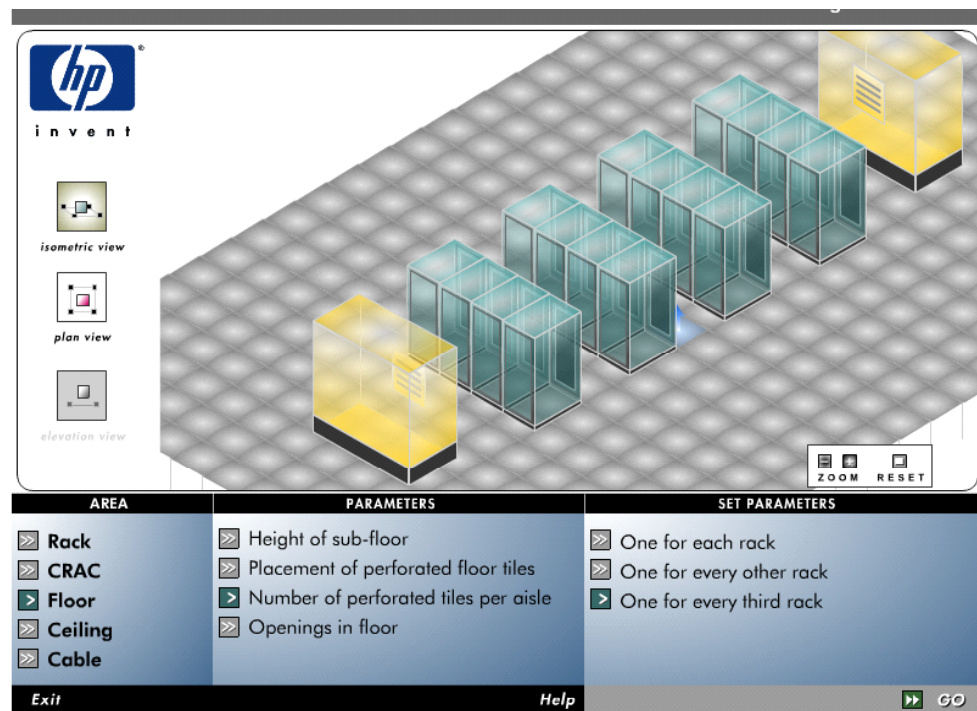 hp
®
invent
isometric view
plan view
elevation view
ZOOM RESET
AREA PARAMETERS SET PARAMETERS
Rack
CRAC
Floor
Ceiling
Cable
Height of sub-floor
Placement of perforated floor tiles
Number of perforated tiles per aisle
Openings in floor
One for each rack
One for every other rack
One for every third rack
Exit Help GO